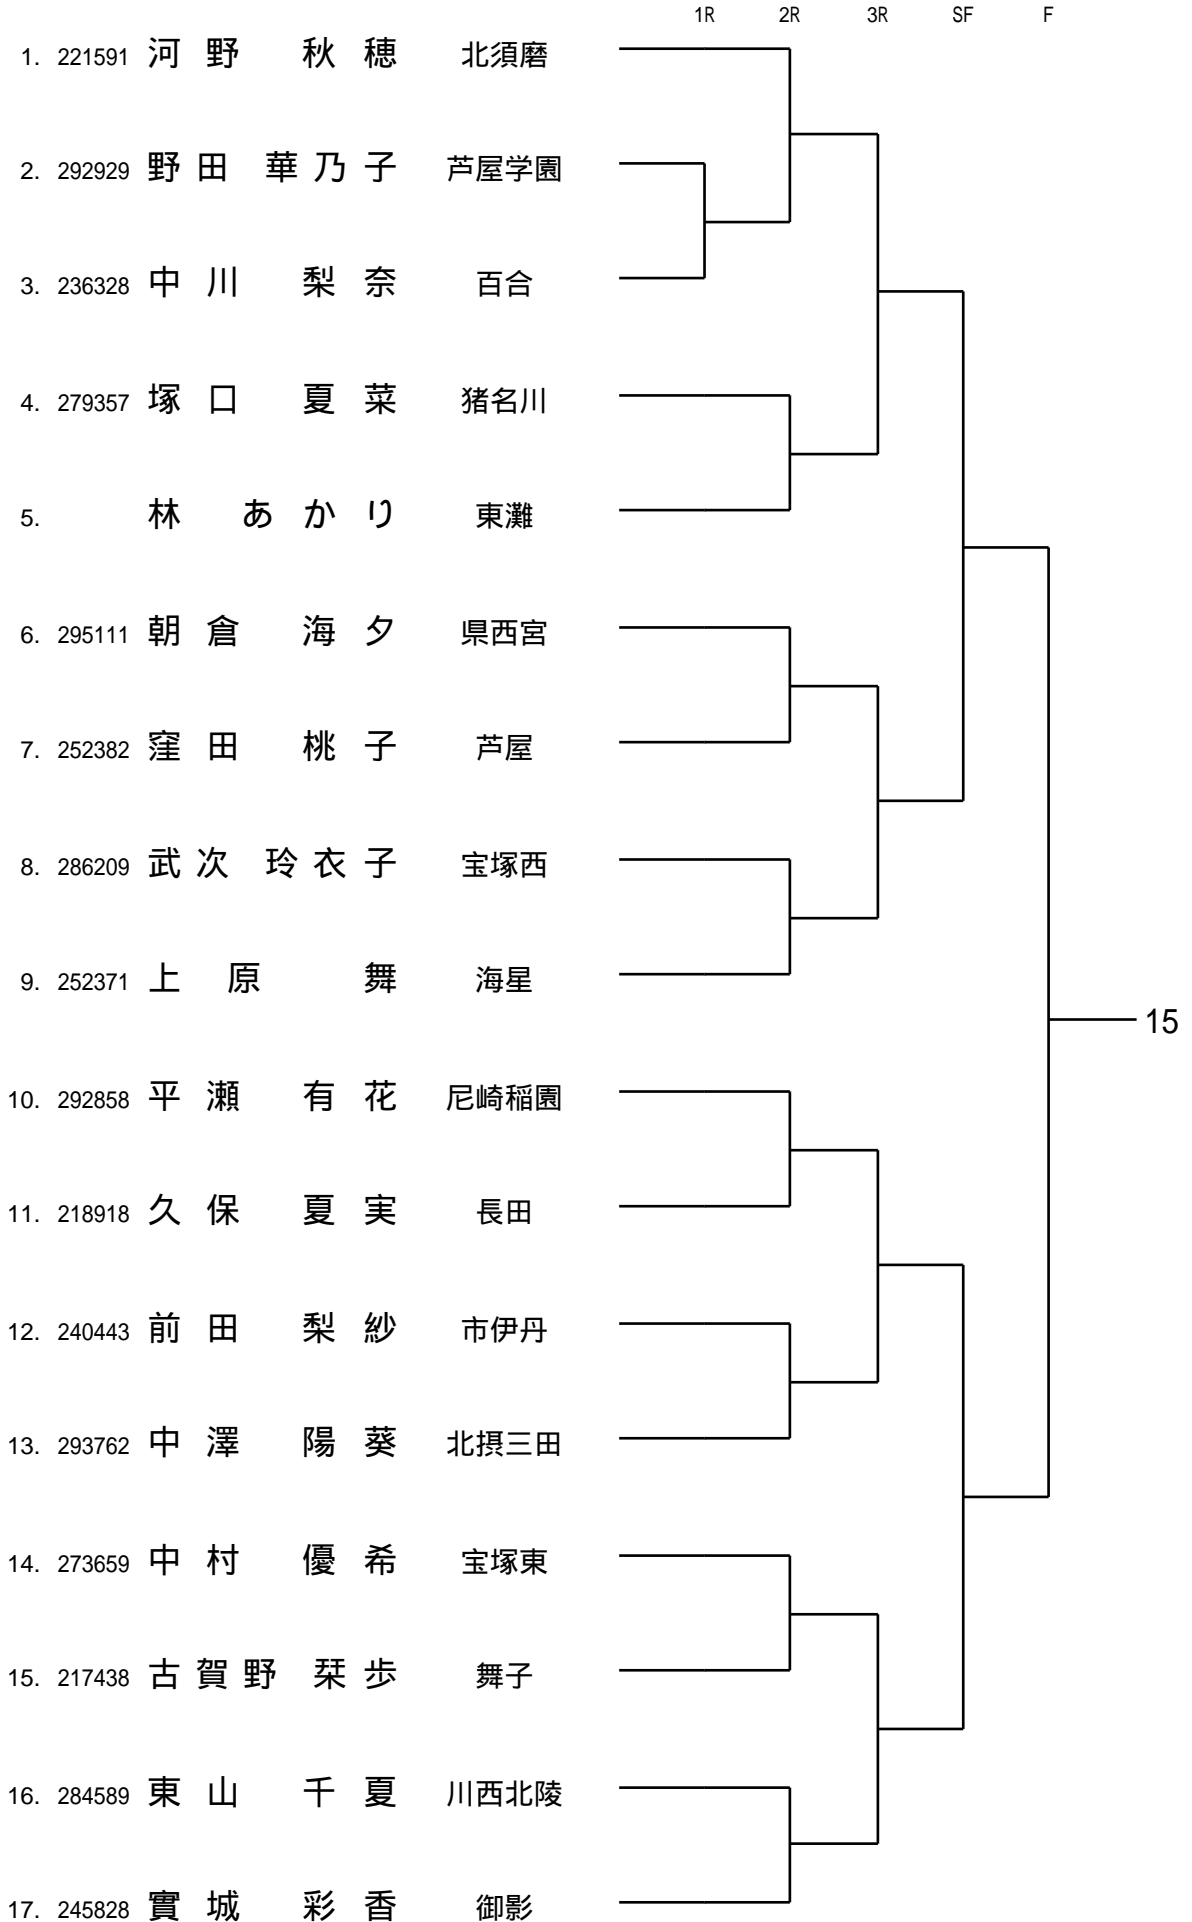 1R 2R 3R SF F
1. 221591 河野 秋穂 北須磨
2. 292929 野田 華乃子 芦屋学園
3. 236328 中川 梨奈 百合
4. 279357 塚口 夏菜 猪名川
5. 林 あかり 東灘
6. 295111 朝倉 海夕 県西宮
7. 252382 窪田 桃子 芦屋
8. 286209 武次 玲衣子 宝塚西
9. 252371 上原 舞 海星
15
10. 292858 平瀬 有花 尼崎稲園
11. 218918 久保 夏実 長田
12. 240443 前田 梨紗 市伊丹
13. 293762 中澤 陽葵 北摂三田
14. 273659 中村 優希 宝塚東
15. 217438 古賀野 栞歩 舞子
16. 284589 東山 千夏 川西北陵
17. 245828 實城 彩香 御影